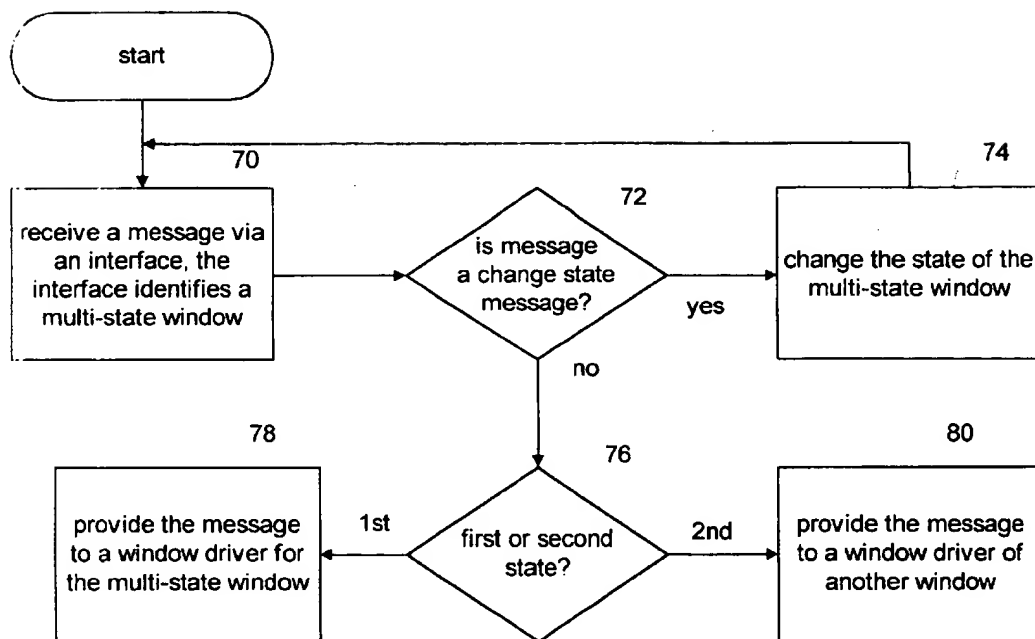 start
70
receive a message via
an interface, the
interface identifies a
multi-state window
72
is message
a change state
message?
yes
no
74
change the state of the
multi-state window
76
first or second
state?
1st
2nd
78
provide the message
to a window driver for
the multi-state window
80
provide the message
to a window driver of
another window